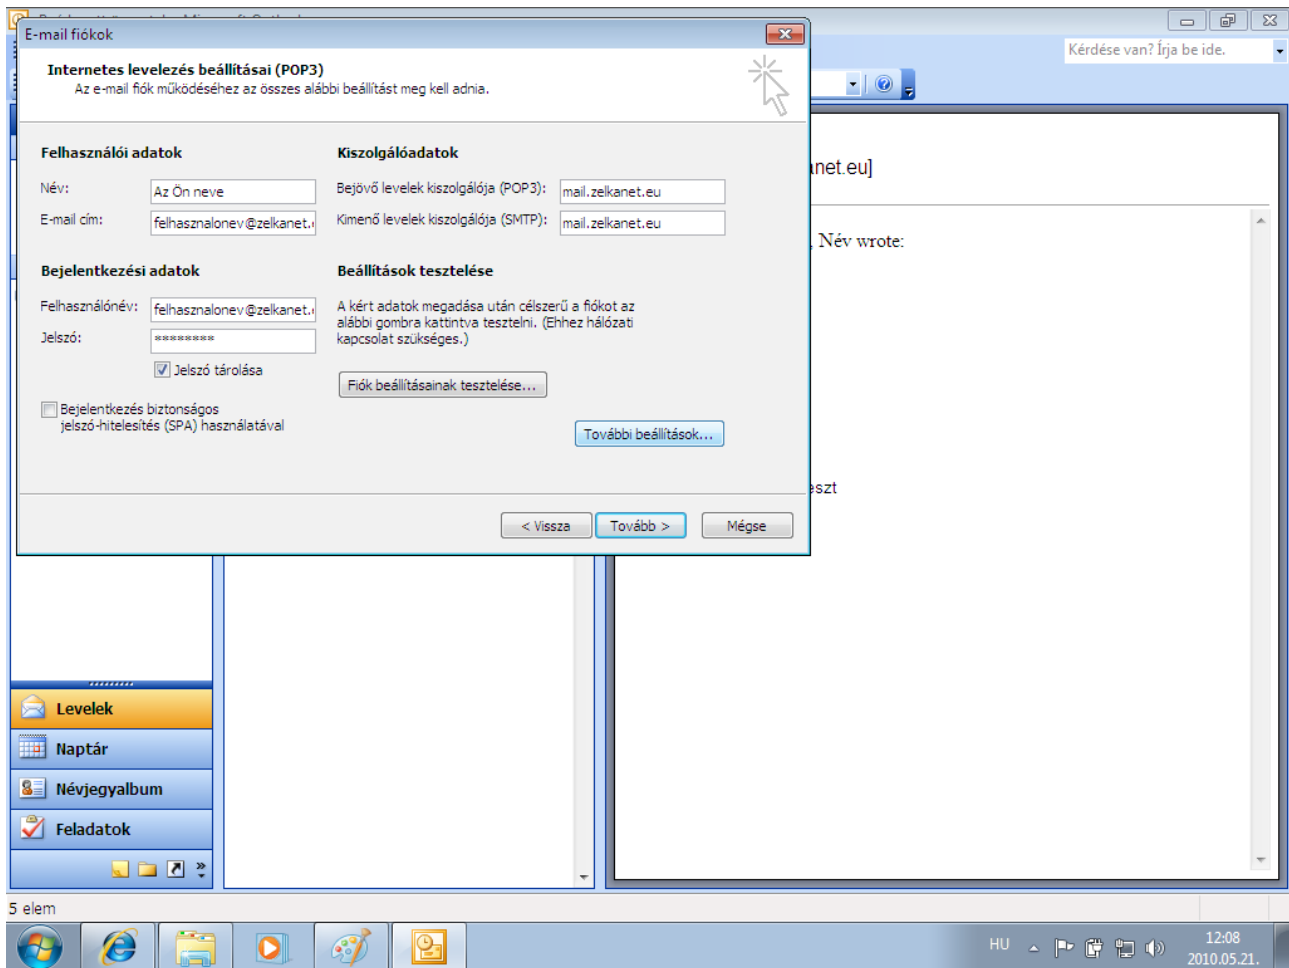 E-mail fiókok
Kérdése van? Írja be ide.
Internetes levelezés beállításai (POP3)
Az e-mail fiók működéséhez az összes alábbi beállítást meg kell adnia.
Felhasználói adatok
Név:
Az Ön neve
E-mail cím:
felhasznalonev@zelkanet.
Kiszolgálóadatok
Bejövő levelek kiszolgálója (POP3):
mail.zelkanet.eu
Kimenő levelek kiszolgálója (SMTP):
mail.zelkanet.eu
Bejelentkezési adatok
Felhasználónév:
felhasznalonev@zelkanet.
Jelszó:
********
Jelszó tárolása
Bejelentkezés biztonságos
jelszó-hitelesítés (SPA) használatával
Beállítások tesztelése
A kért adatok megadása után célszerű a fiókot az
alábbi gombra kattintva tesztelni. (Ehhez hálózati
kapcsolat szükséges.)
Fiók beállításainak tesztelése...
További beállítások...
< Vissza
Tovább >
Mégse
net.eu]
, Név wrote:
eszt
Levelek
Naptár
Névjegyalbum
Feladatok
5 elem
HU
12:08
2010.05.21.